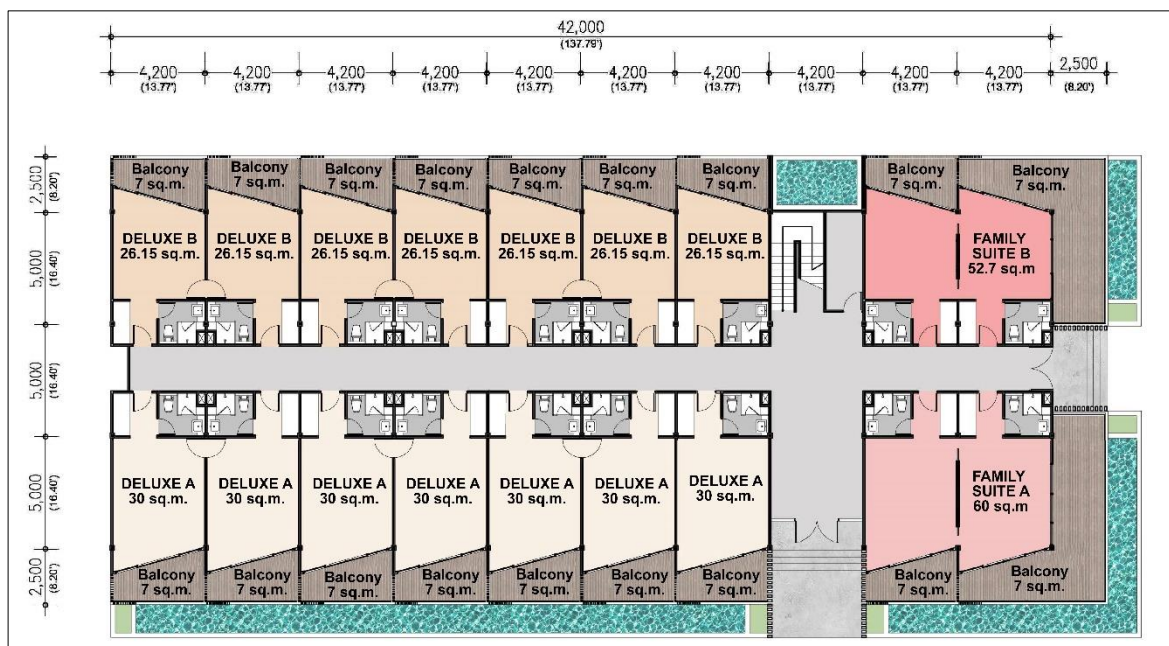 42,000
(137.79')
4,200 4,200 4,200 4,200 4,200 4,200 4,200 4,200 4,200 4,200 2,500
(13.77') (13.77') (13.77') (13.77') (13.77') (13.77') (13.77') (13.77') (13.77') (13.77') (8.20')
2,500
(8.20')
Balcony Balcony Balcony Balcony Balcony Balcony Balcony Balcony Balcony
7 sq.m. 7 sq.m. 7 sq.m. 7 sq.m. 7 sq.m. 7 sq.m. 7 sq.m. 7 sq.m. 7 sq.m.
5,000
(16.40')
DELUXE B DELUXE B DELUXE B DELUXE B DELUXE B DELUXE B DELUXE B
26.15 sq.m. 26.15 sq.m. 26.15 sq.m. 26.15 sq.m. 26.15 sq.m. 26.15 sq.m. 26.15 sq.m.
FAMILY
SUITE B
52.7 sq.m
5,000
(16.40')
5,000
(16.40')
DELUXE A DELUXE A DELUXE A DELUXE A DELUXE A DELUXE A DELUXE A
30 sq.m. 30 sq.m. 30 sq.m. 30 sq.m. 30 sq.m. 30 sq.m. 30 sq.m.
FAMILY
SUITE A
60 sq.m
2,500
(8.20')
Balcony Balcony Balcony Balcony Balcony Balcony Balcony Balcony Balcony
7 sq.m. 7 sq.m. 7 sq.m. 7 sq.m. 7 sq.m. 7 sq.m. 7 sq.m. 7 sq.m. 7 sq.m.